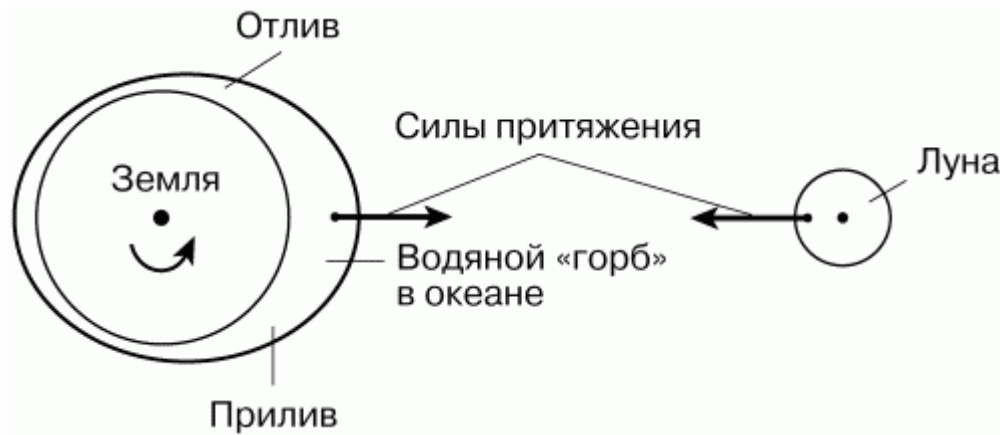 Отлив
Силы притяжения
Луна
Земля
Водяной «горб»
в океане
Прилив